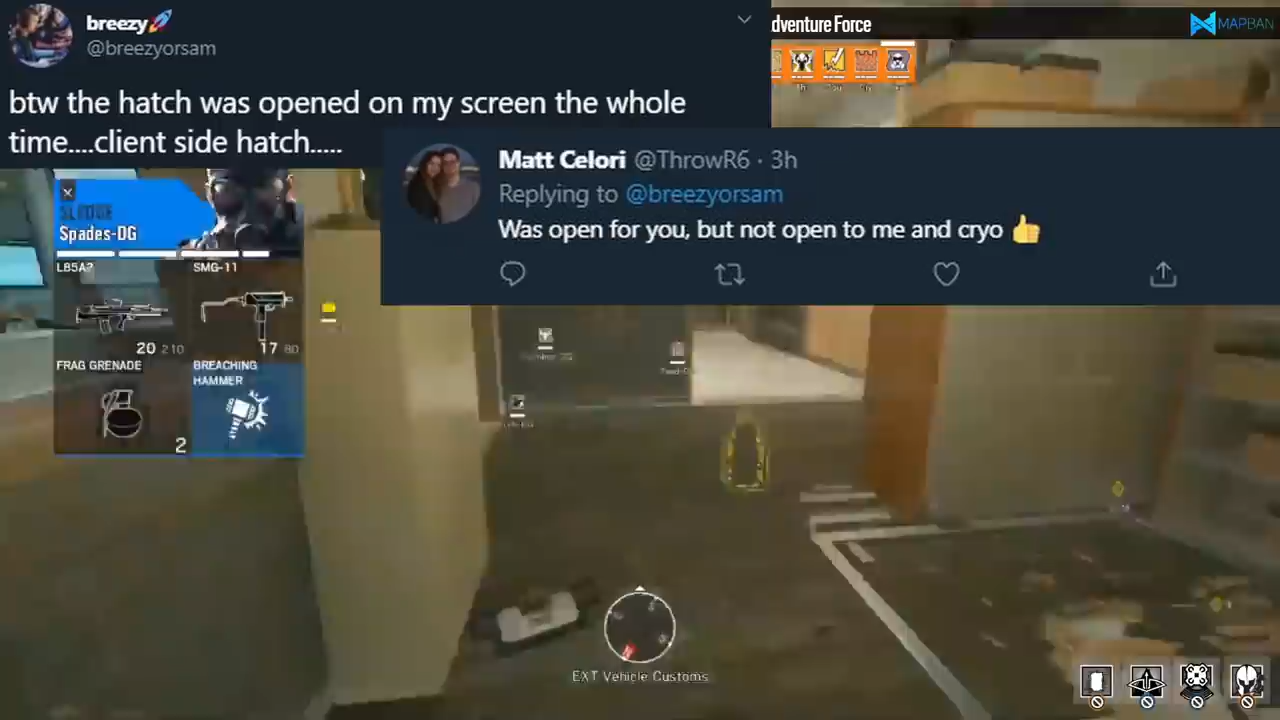 breezy🚀
@breezyorsam
btw the hatch was opened on my screen the whole
time....client side hatch.....
dventure Force
MAPBAN
Matt Celori @ThrowR6 · 3h
Replying to @breezyorsam
Was open for you, but not open to me and cryo 👍
SLEDGE
Spades-DG
L85A2
SMG-11
20 210
17 80
FRAG GRENADE
BREACHING
HAMMER
2
EXT Vehicle Customs